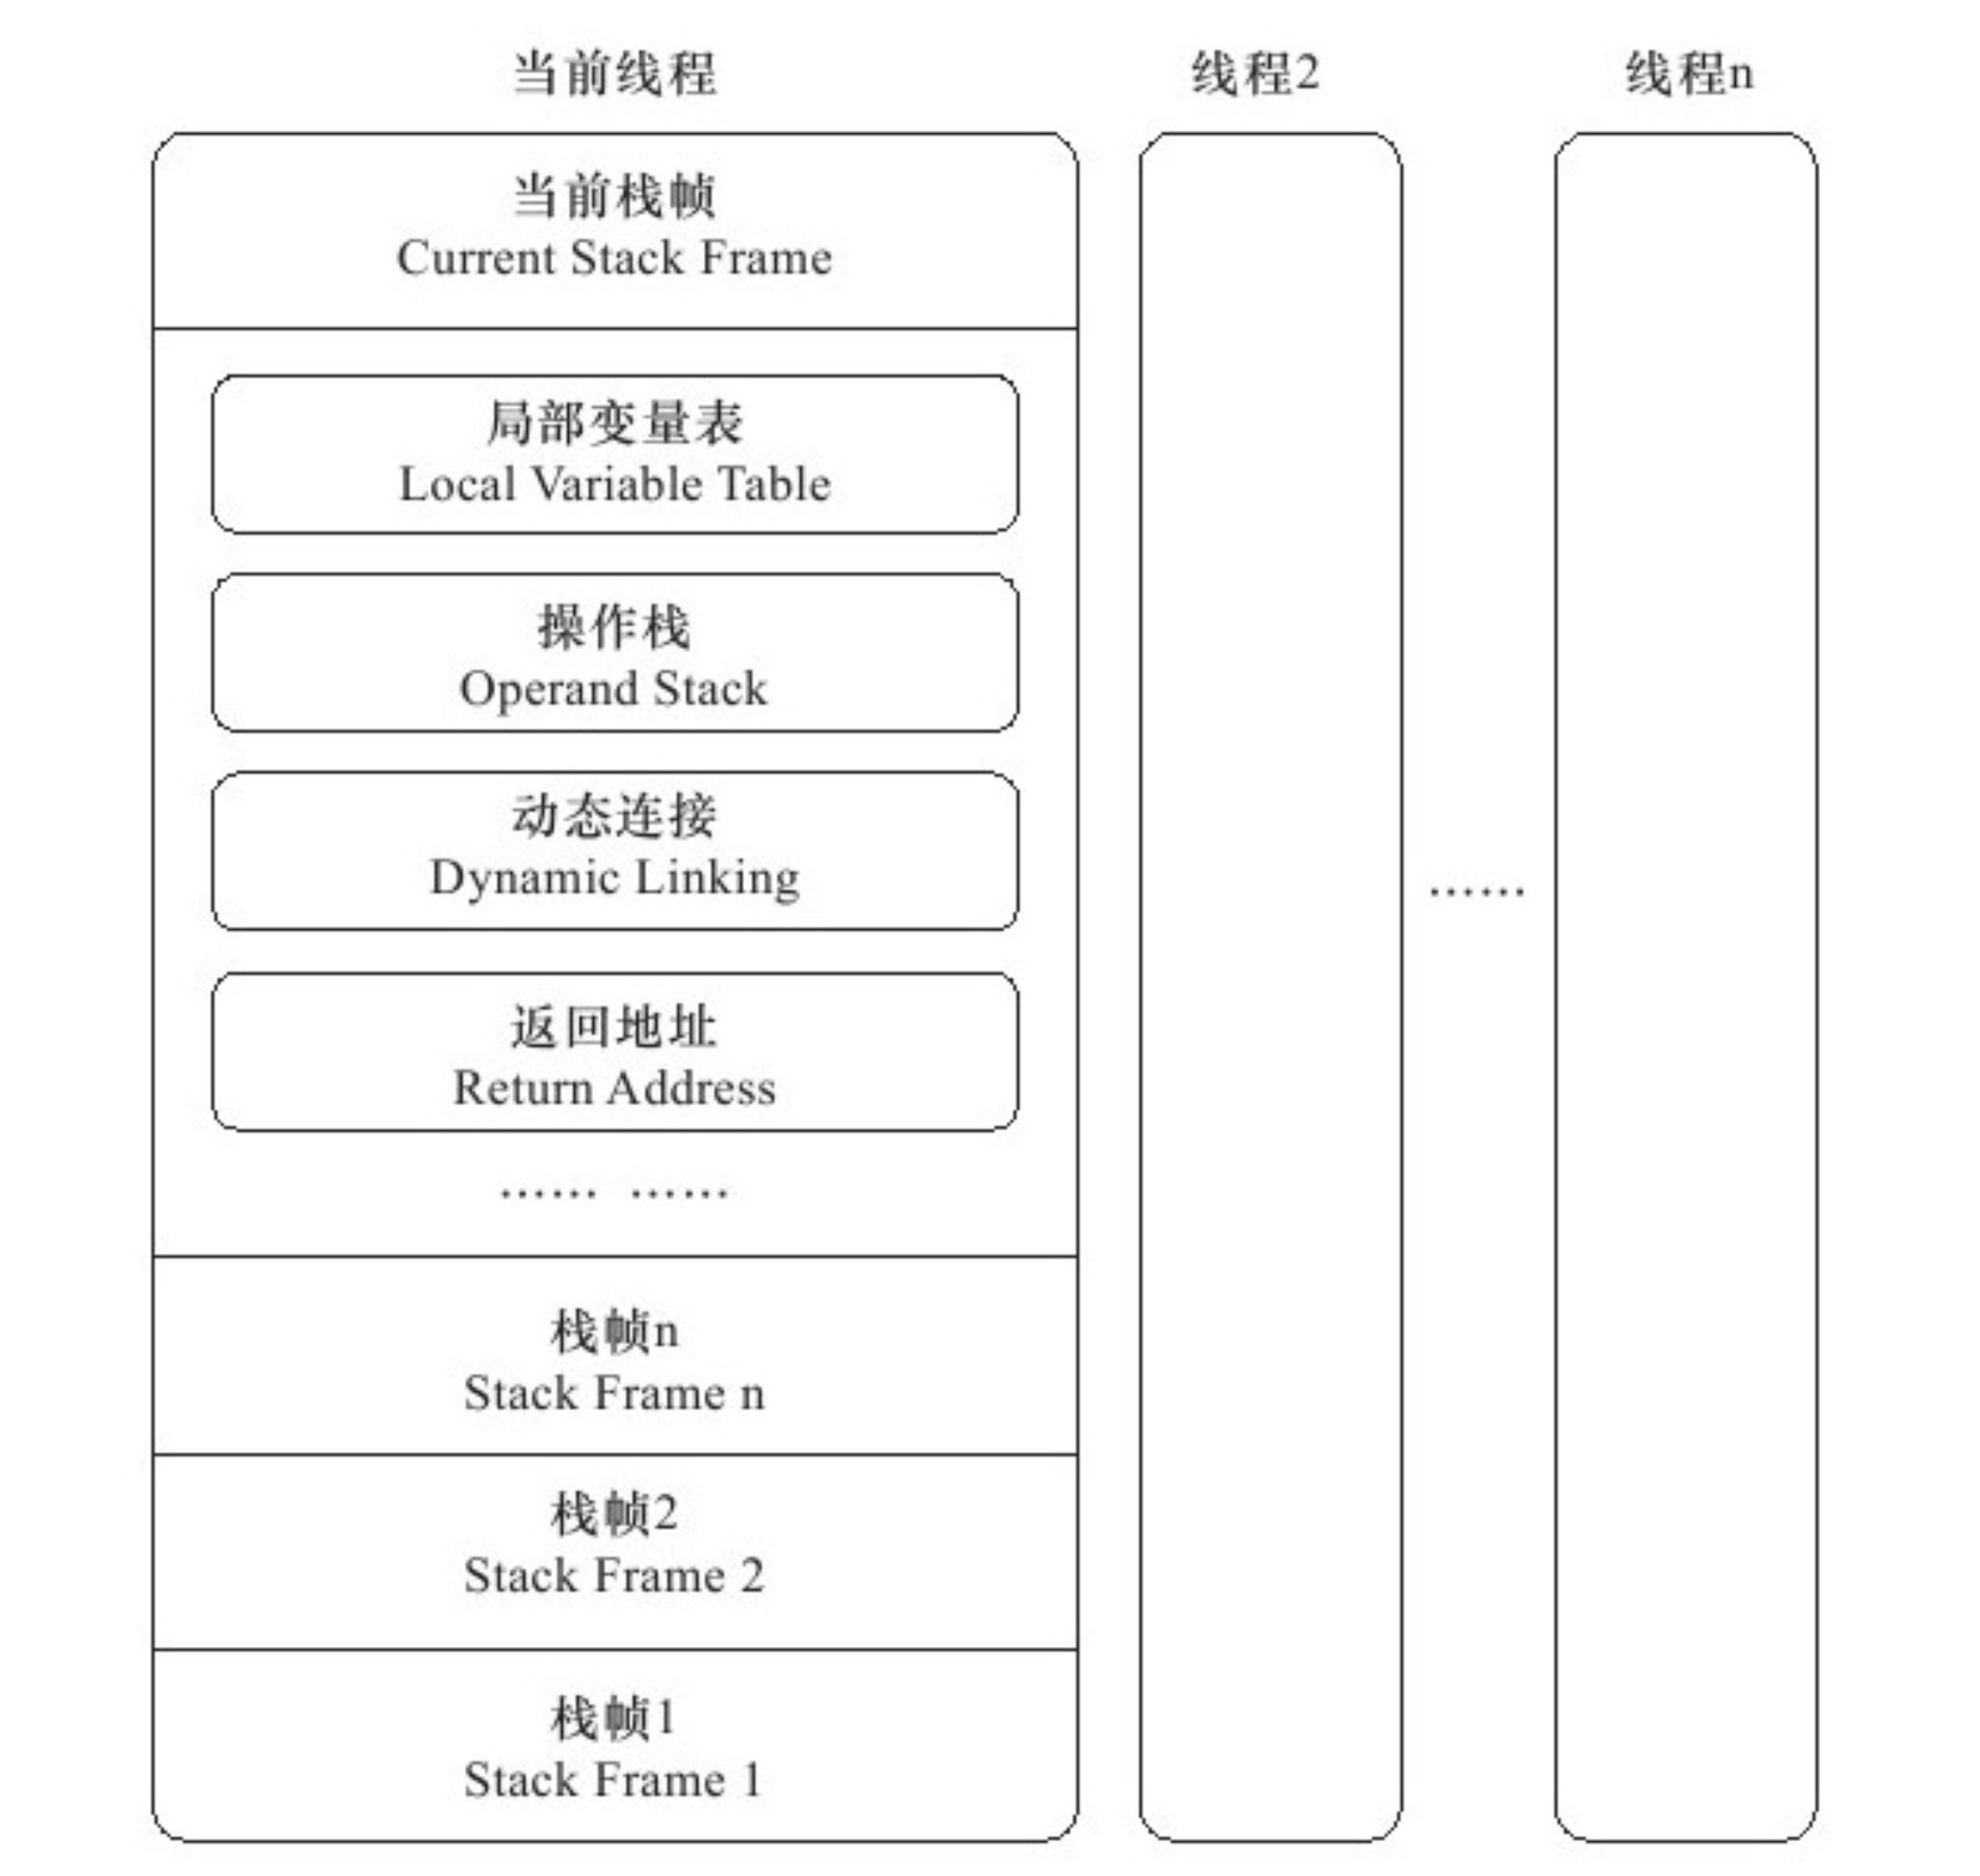 当前线程
线程2
线程n
当前栈帧
Current Stack Frame
局部变量表
Local Variable Table
操作栈
Operand Stack
动态连接
Dynamic Linking
……
返回地址
Return Address
…… ……
栈帧n
Stack Frame n
栈帧2
Stack Frame 2
栈帧1
Stack Frame 1